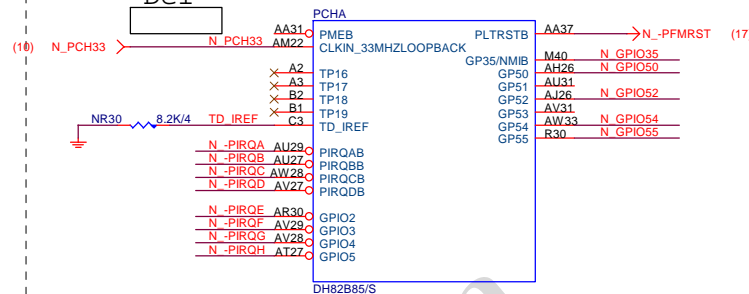 PCHA
(10) N_PCH33 N_PCH33
AA31 PMEB
AM22 CLKIN_33MHZLOOPBACK
A2 TP16
A3 TP17
B2 TP18
B1 TP19
NR30 8.2K/4 TD_IREF C3 TD_IREF
N_-PIRQA AU29 PIRQAB
N_-PIRQB AU27 PIRQBB
N_-PIRQC AW28 PIRQCB
N_-PIRQD AV27 PIRQDB
N_-PIRQE AR30 GPIO2
N_-PIRQF AV29 GPIO3
N_-PIRQG AV28 GPIO4
N_-PIRQH AT27 GPIO5
PLTRSTB AA37 N_-PFMRST (17
GP35/NMIB M40 N_GPIO35
GP50 AH26 N_GPIO50
GP51 AU31
GP52 AJ26 N_GPIO52
GP53 AV31
GP54 AW33 N_GPIO54
GP55 R30 N_GPIO55
DH82B85/S